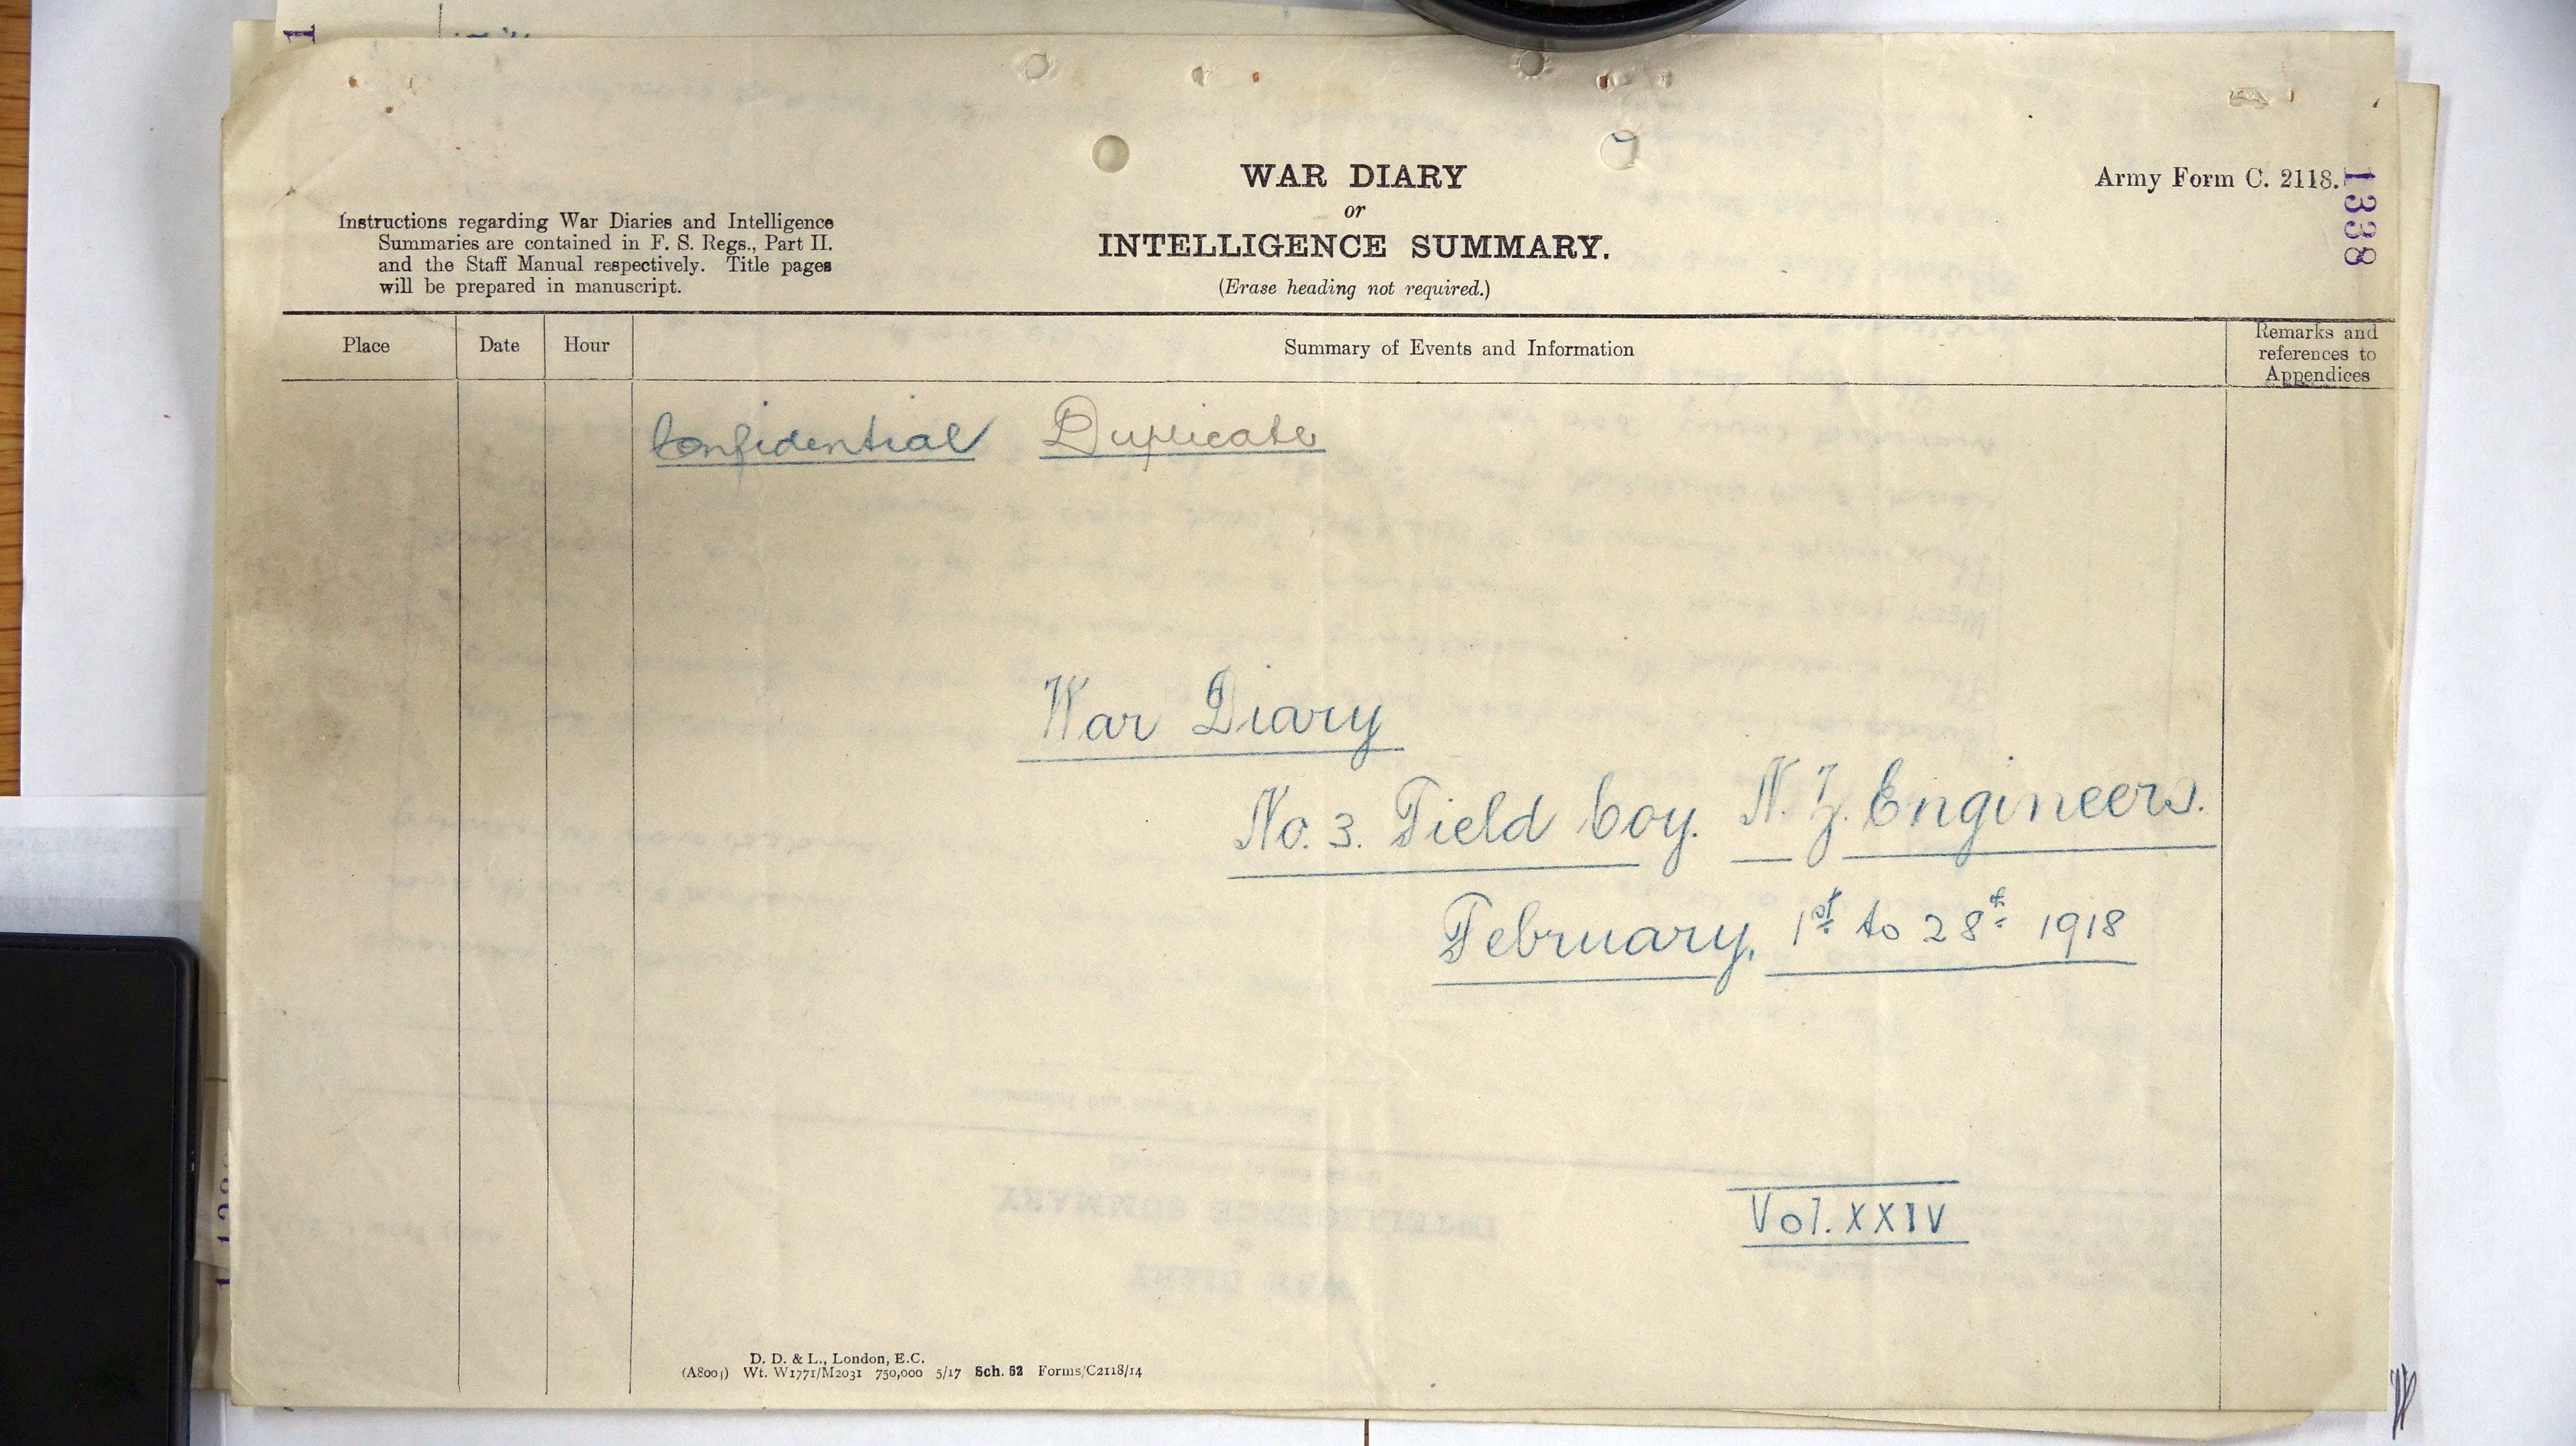 WAR DIARY
or
INTELLIGENCE SUMMARY.
(Erase heading not required.)
Army Form C. 2118.
1338
Instructions regarding War Diaries and Intelligence
Summaries are contained in F. S. Regs., Part II.
and the Staff Manual respectively. Title pages
will be prepared in manuscript.
Place Date Hour Summary of Events and Information Remarks and
references to
Appendices
Confidential Duplicate
War Diary
No. 3. Field Coy. N. Z. Engineers.
February, 1st to 28th 1918
Vol. XXIV
D. D. & L., London, E.C.
Wt. W1771/M2031 750,000 5/17 Sch. 52 Forms/C2118/14